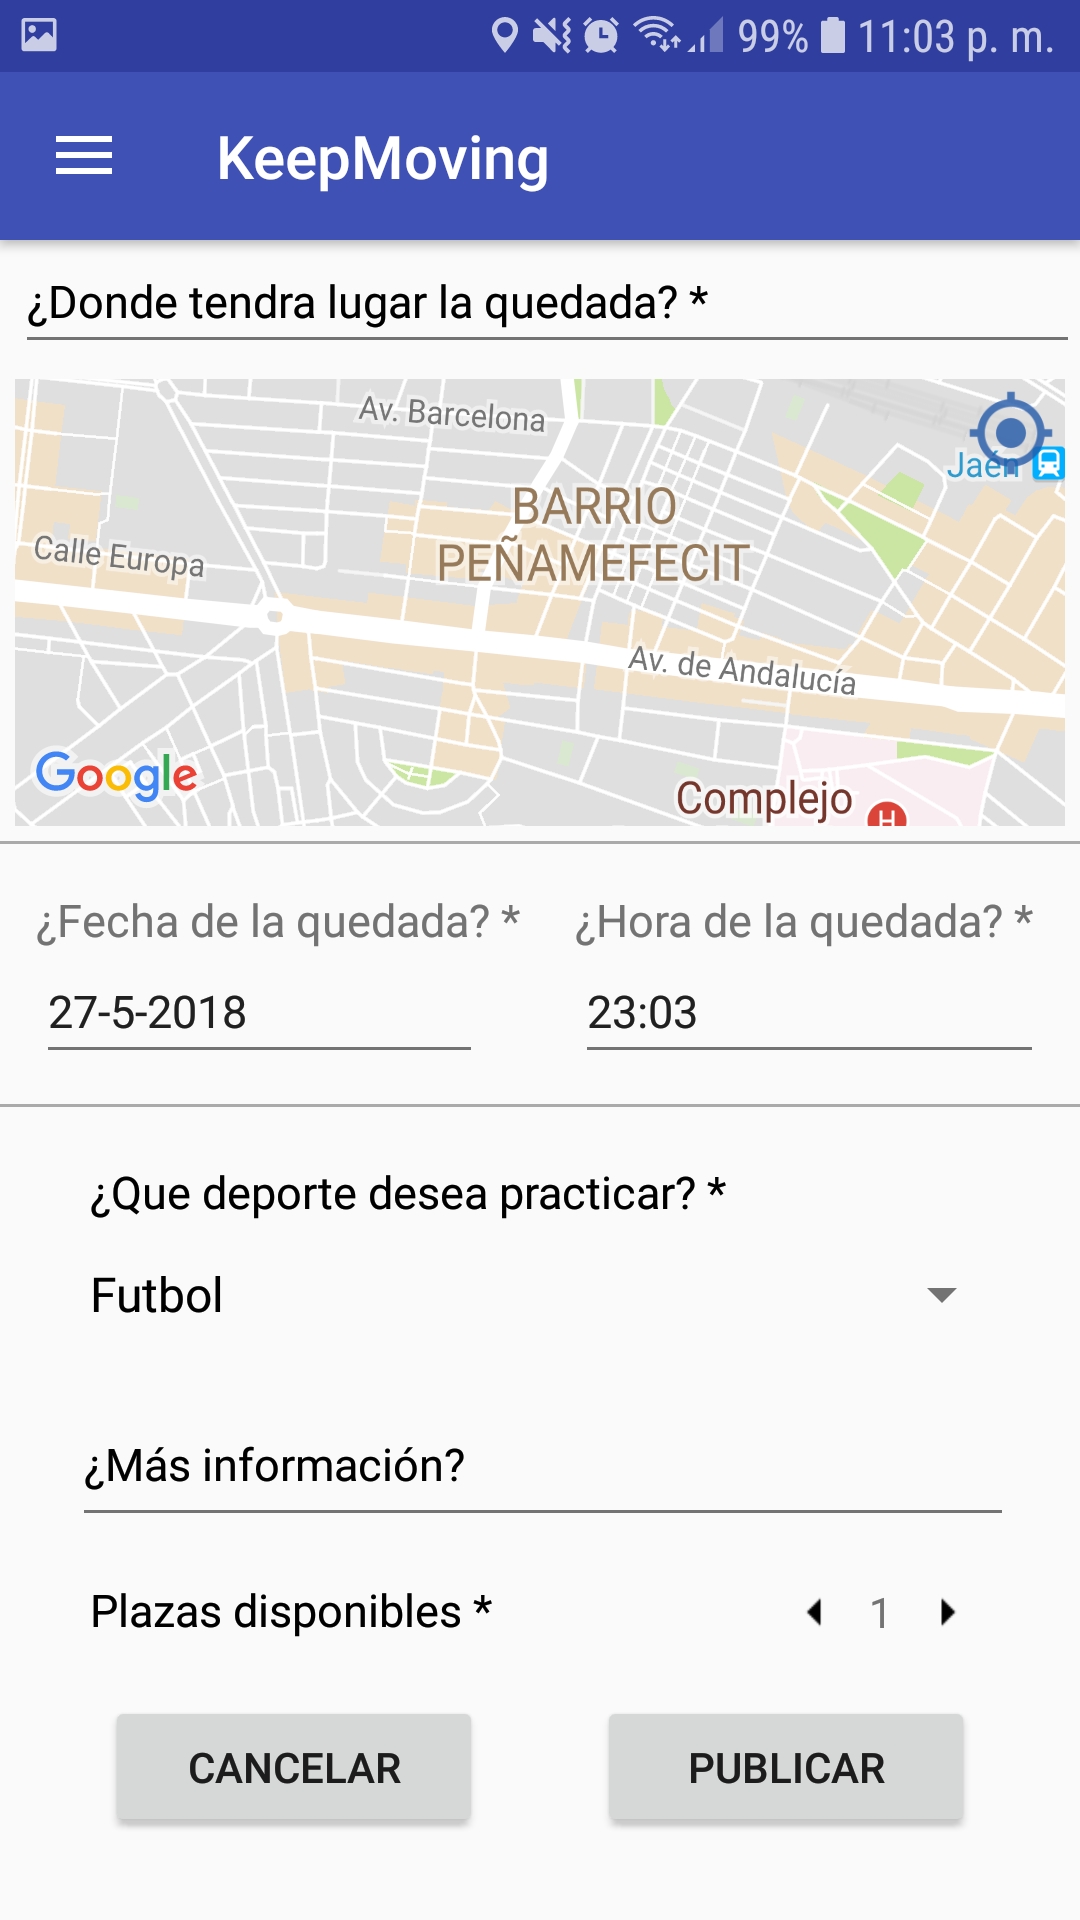 99% 11:03 p. m.
KeepMoving
¿Donde tendra lugar la quedada? *
Av. Barcelona
Jaén
BARRIO
PEÑAMEFECIT
Calle Europa
Av. de Andalucía
Google
Complejo
H
¿Fecha de la quedada? * ¿Hora de la quedada? *
27-5-2018 23:03
¿Que deporte desea practicar? *
Futbol
¿Más información?
Plazas disponibles * 1
CANCELAR PUBLICAR